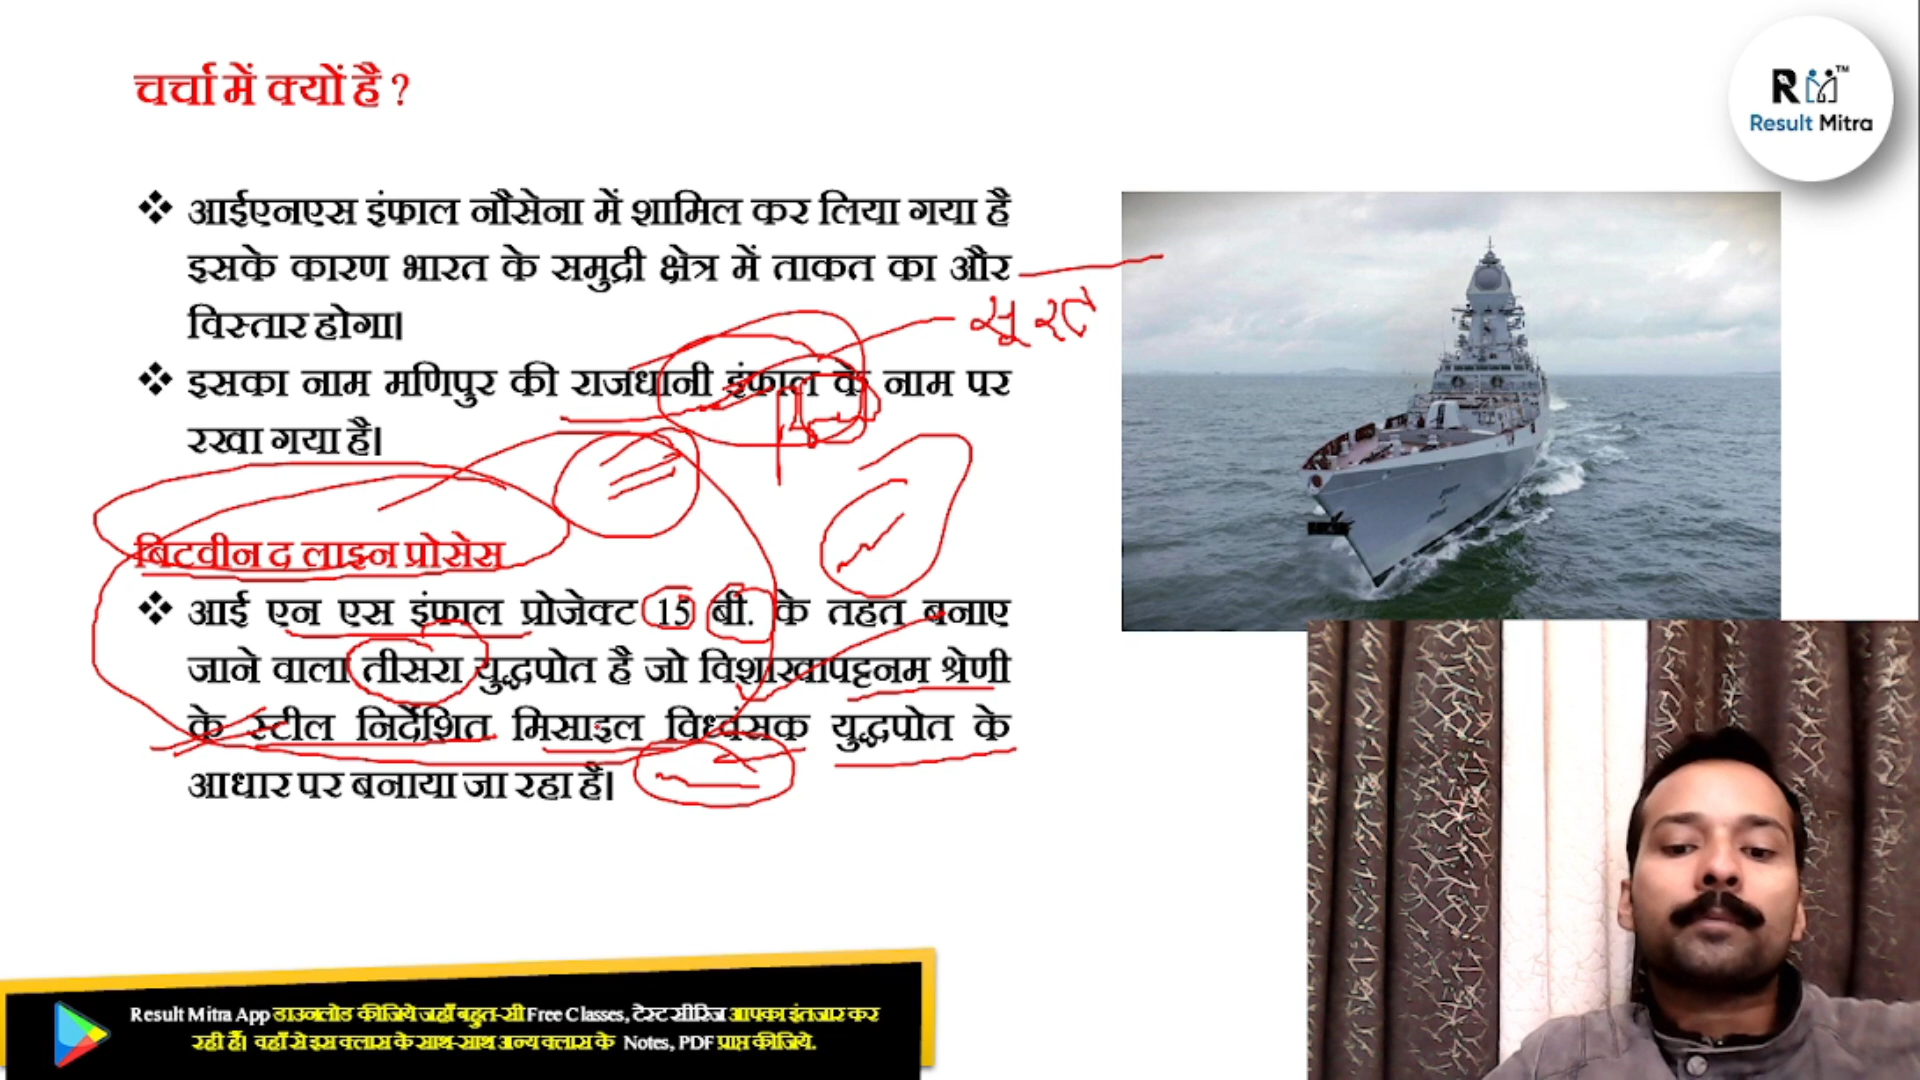 चर्चा में क्यों है ?
R TM
Result Mitra
❖ आईएनएस इंफाल नौसेना में शामिल कर लिया गया है
इसके कारण भारत के समुद्री क्षेत्र में ताकत का और
विस्तार होगा।
सूरत
❖ इसका नाम मणिपुर की राजधानी इंफाल के नाम पर
रखा गया है।
बिटवीन द लाइन प्रोसेस
❖ आई एन एस इंफाल प्रोजेक्ट 15 बी. के तहत बनाए
जाने वाला तीसरा युद्धपोत है जो विशाखापट्टनम श्रेणी
के स्टील निर्देशित मिसाइल विध्वंसक युद्धपोत के
आधार पर बनाया जा रहा है।
Result Mitra App डाउनलोड कीजिये जहाँ बहुत-सी Free Classes, टेस्ट सीरिज आपका इंतजार कर
रही हैं। वहाँ से इस क्लास के साथ-साथ अन्य क्लास के Notes, PDF प्राप्त कीजिये.